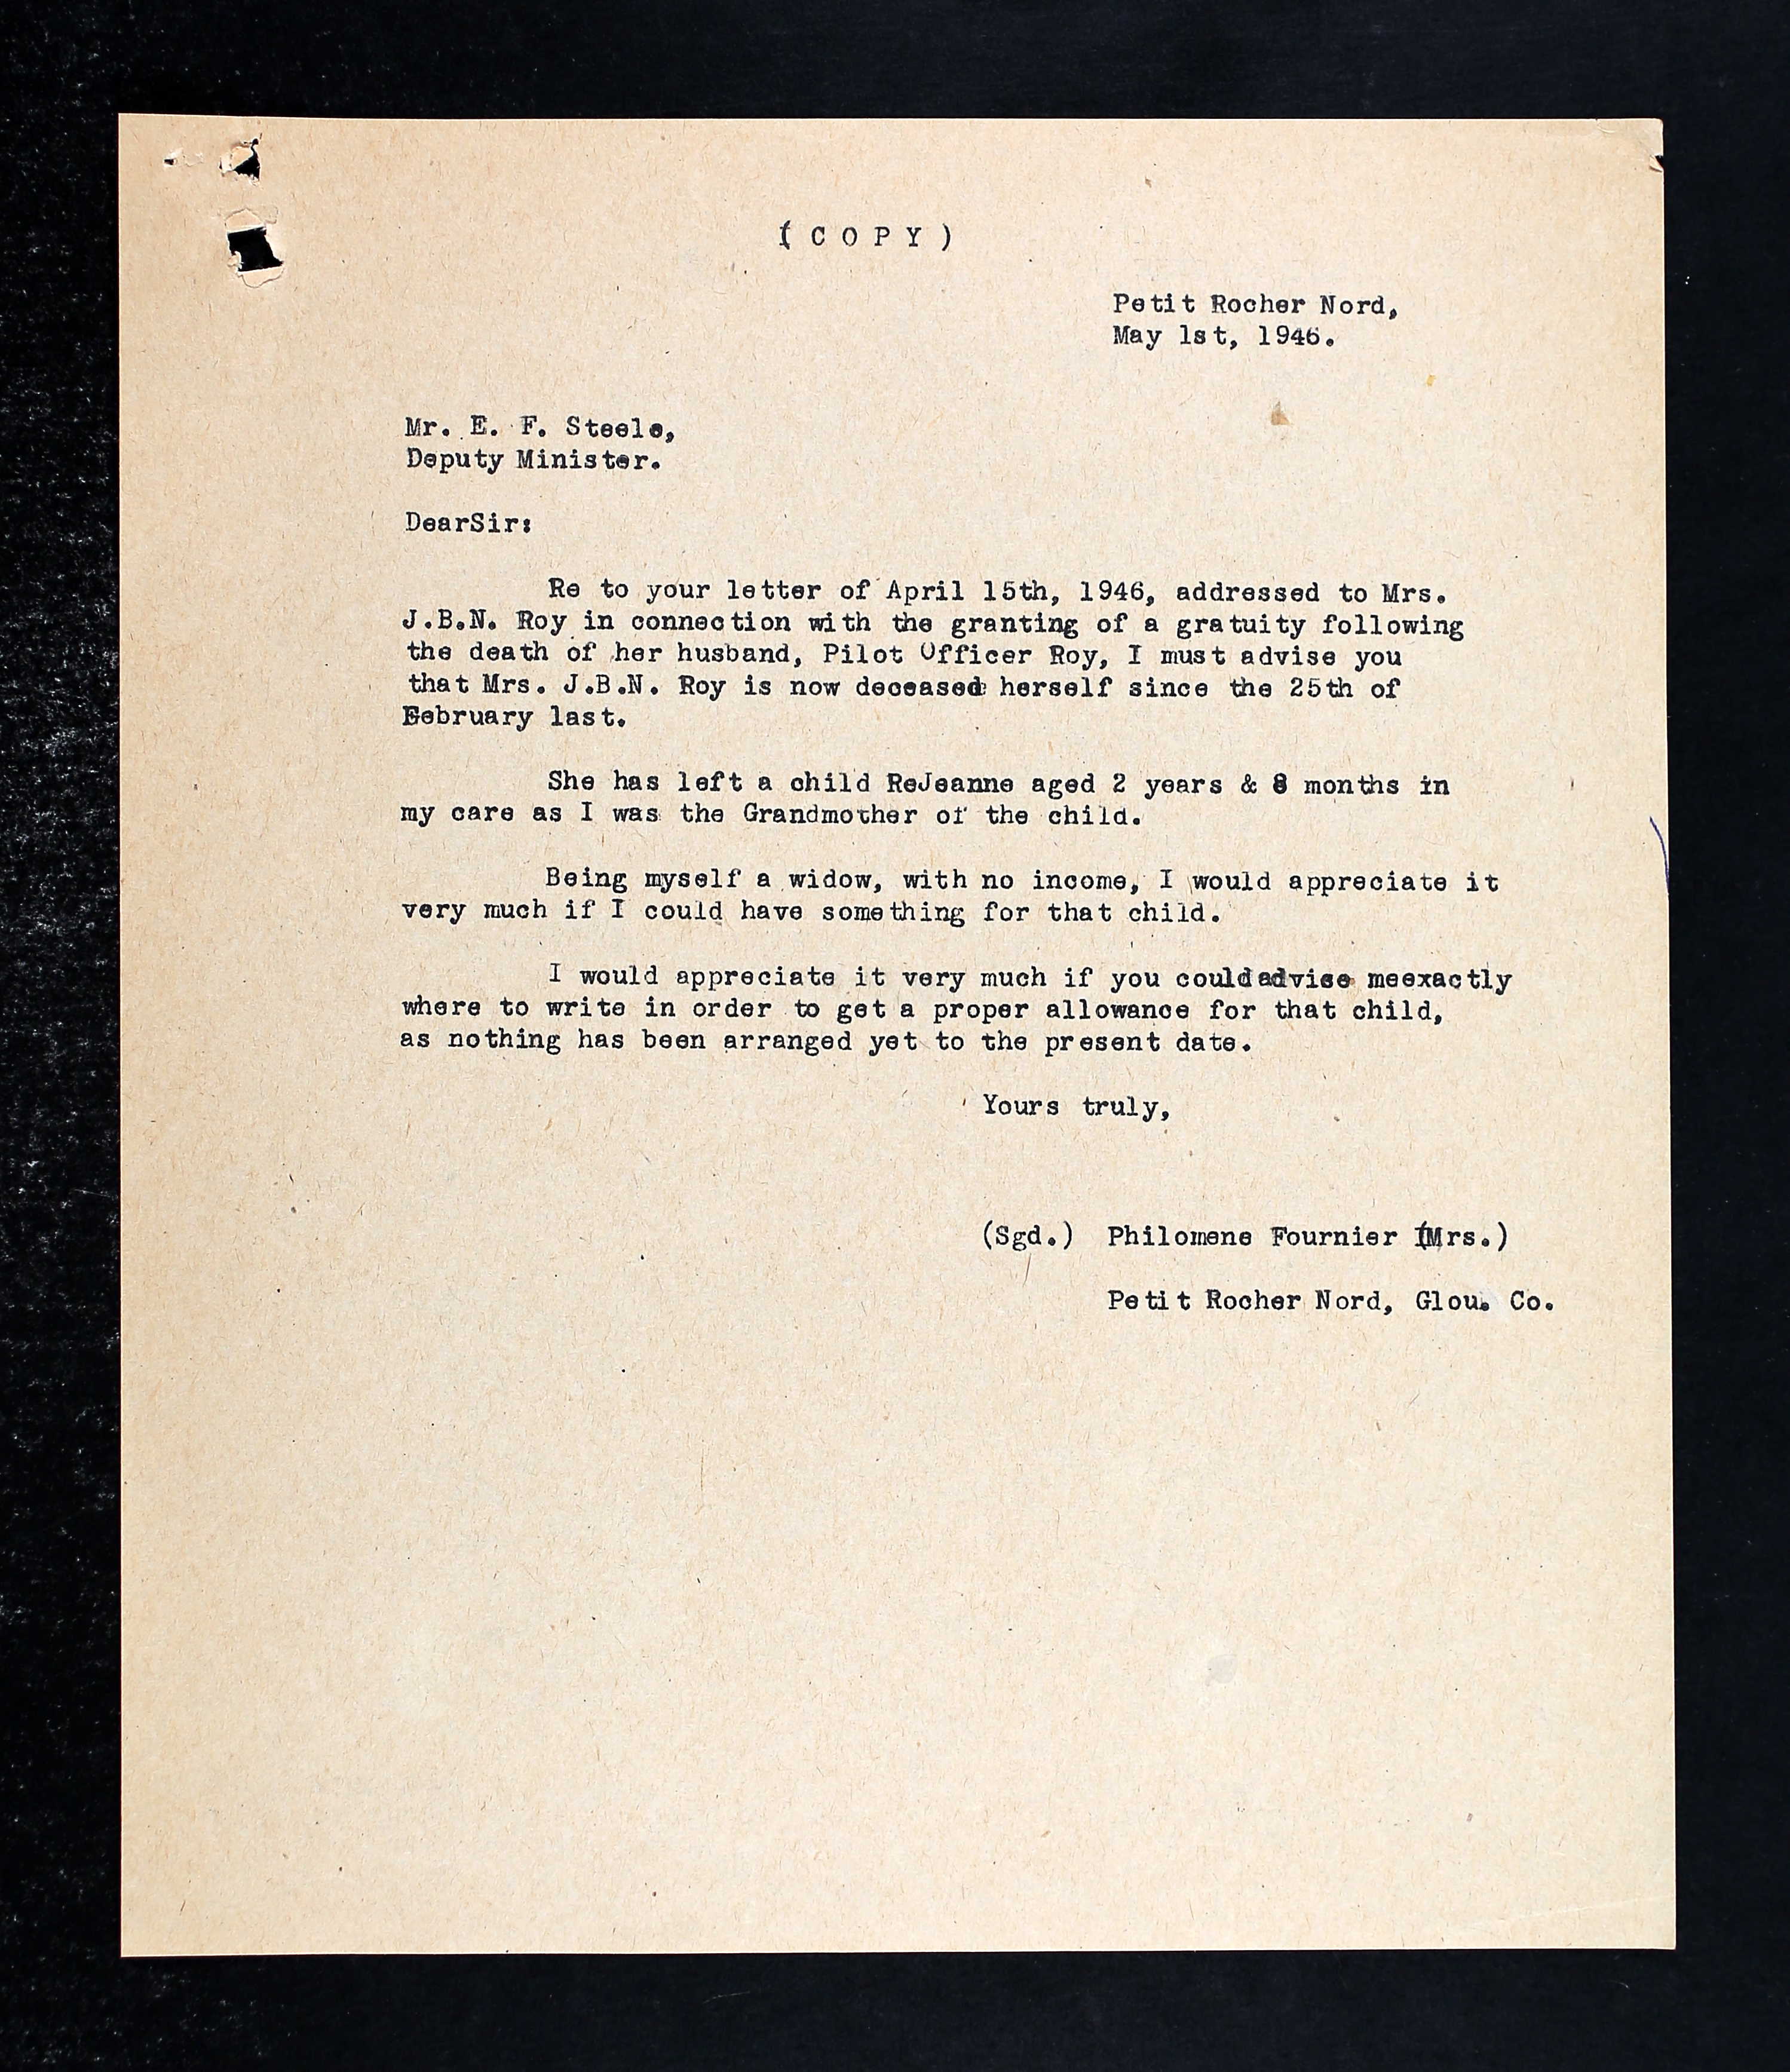 ( C O P Y )
Petit Rocher Nord,
May 1st, 1946.
Mr. E. F. Steele,
Deputy Minister.
DearSir:
Re to your letter of April 15th, 1946, addressed to Mrs.
J.B.N. Roy in connection with the granting of a gratuity following
the death of her husband, Pilot Officer Roy, I must advise you
that Mrs. J.B.N. Roy is now deceased herself since the 25th of
February last.
She has left a child ReJeanne aged 2 years & 8 months in
my care as I was the Grandmother of the child.
Being myself a widow, with no income, I would appreciate it
very much if I could have something for that child.
I would appreciate it very much if you couldadvise meexactly
where to write in order to get a proper allowance for that child,
as nothing has been arranged yet to the present date.
Yours truly,
(Sgd.) Philomene Fournier (Mrs.)
Petit Rocher Nord, Glou. Co.